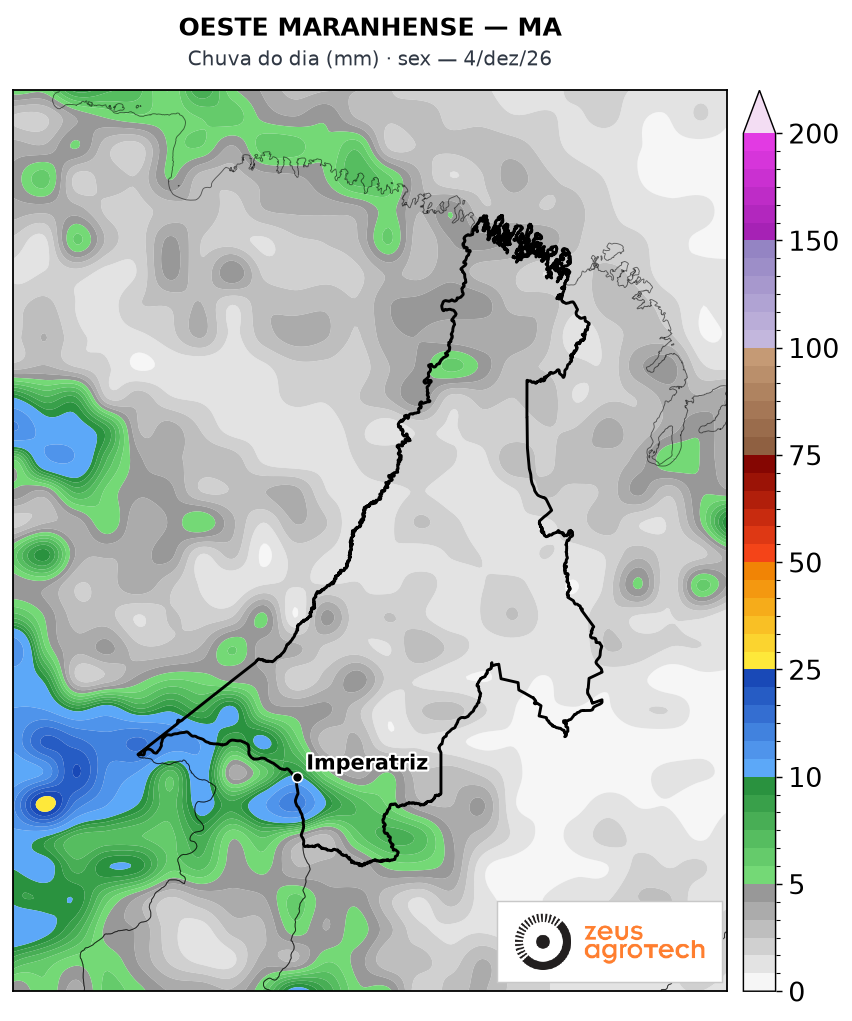 OESTE MARANHENSE — MA
Chuva do dia (mm) · sex — 4/dez/26
200
150
100
75
50
25
10
5
0
Imperatriz
zeus
agrotech